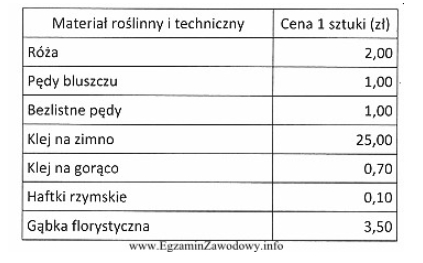 Materiał roślinny i techniczny Cena 1 sztuki (zł)
Róża 2,00
Pędy bluszczu 1,00
Bezlistne pędy 1,00
Klej na zimno 25,00
Klej na gorąco 0,70
Haftki rzymskie 0,10
Gąbka florystyczna 3,50
www.EgzaminZawodowy.info